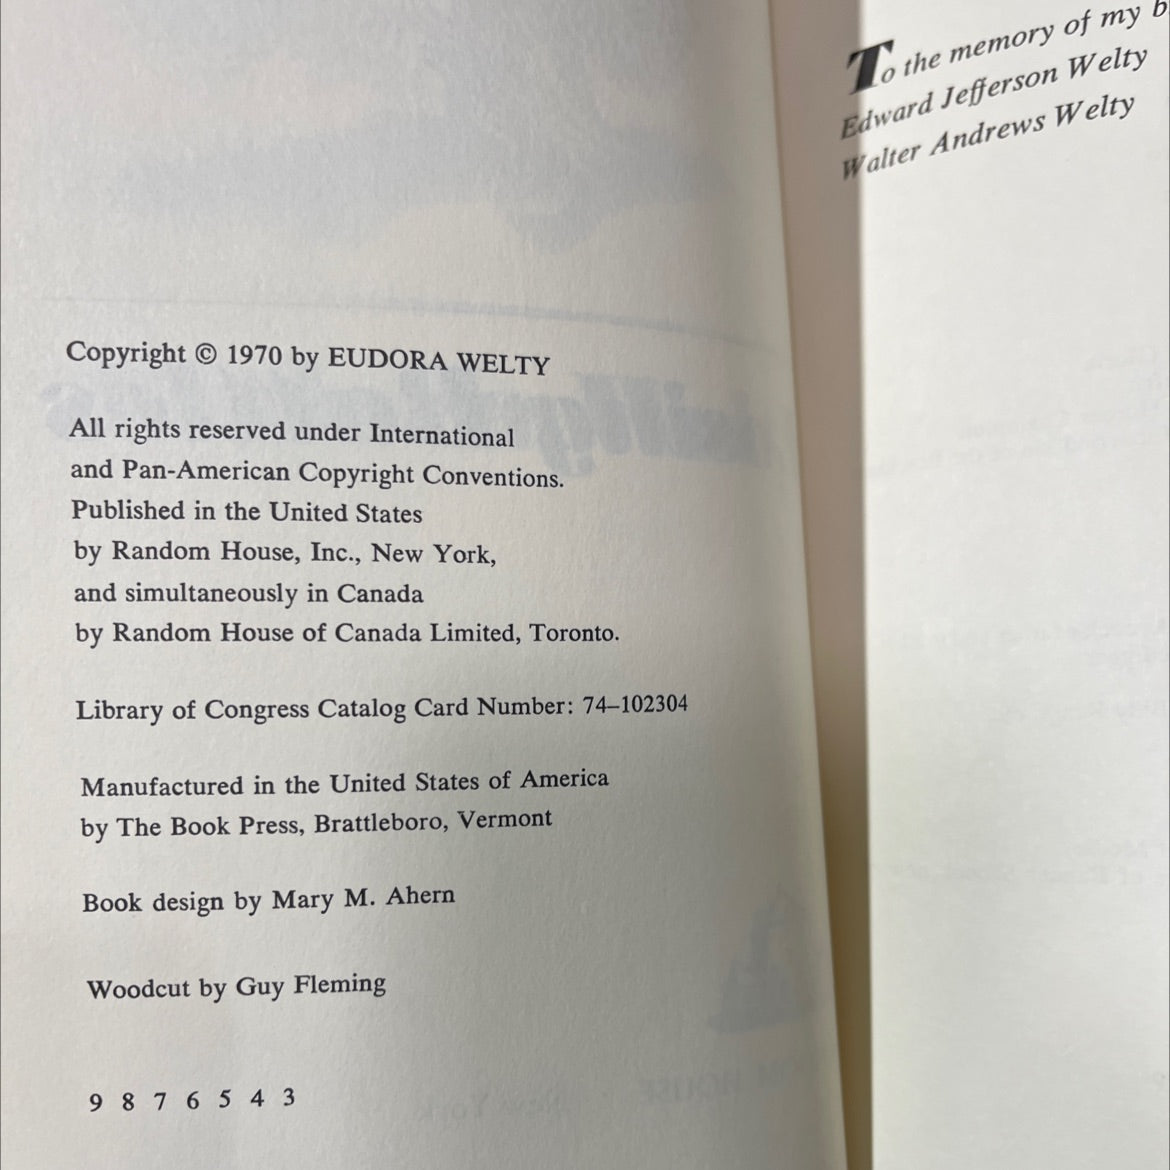 Copyright © 1970 by EUDORA WELTY
All rights reserved under International
and Pan-American Copyright Conventions.
Published in the United States
by Random House, Inc., New York,
and simultaneously in Canada
by Random House of Canada Limited, Toronto.
Library of Congress Catalog Card Number: 74–102304
Manufactured in the United States of America
by The Book Press, Brattleboro, Vermont
Book design by Mary M. Ahern
Woodcut by Guy Fleming
9 8 7 6 5 4 3
To the memory of my
Edward Jefferson Welty
Walter Andrews Welty